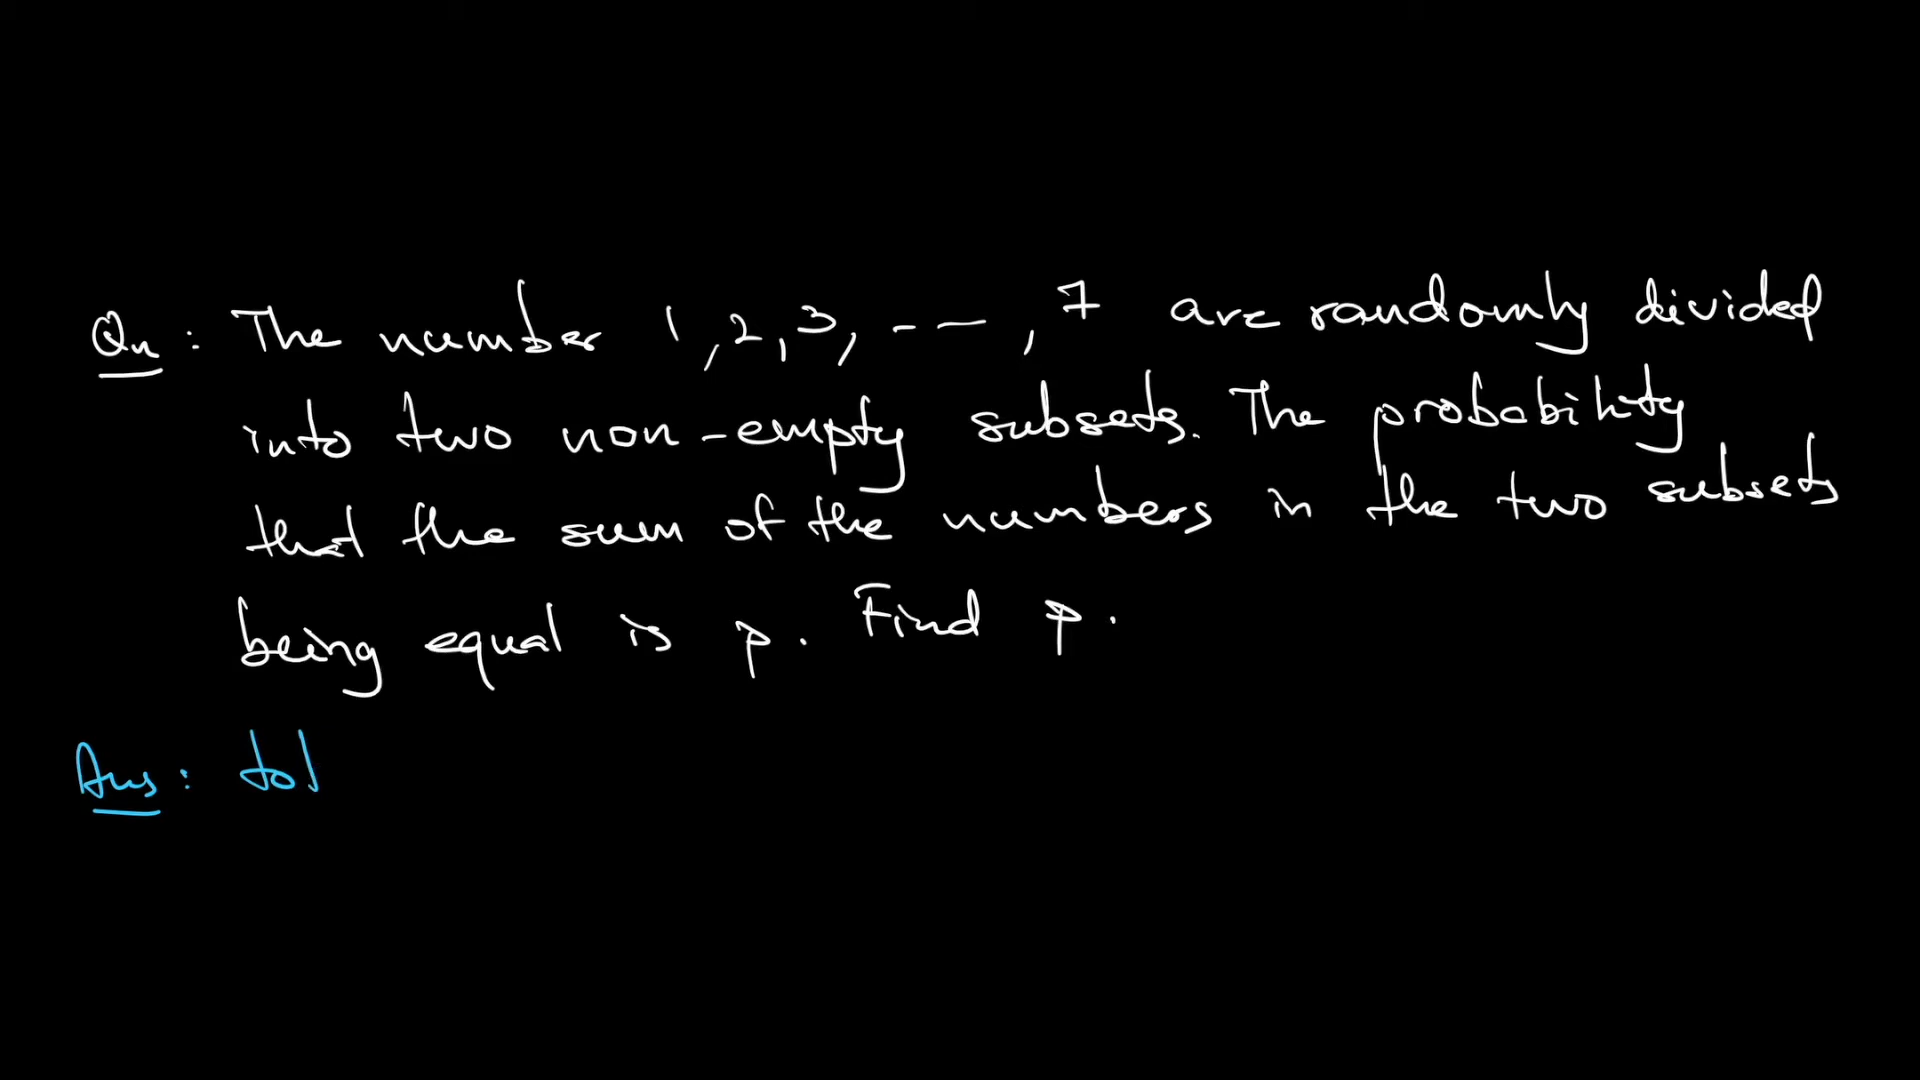 Qn : The number 1, 2, 3, - - , 7 are randomly divided
into two non-empty subsets. The probability
that the sum of the numbers in the two subsets
being equal is p. Find p.
Ans : to